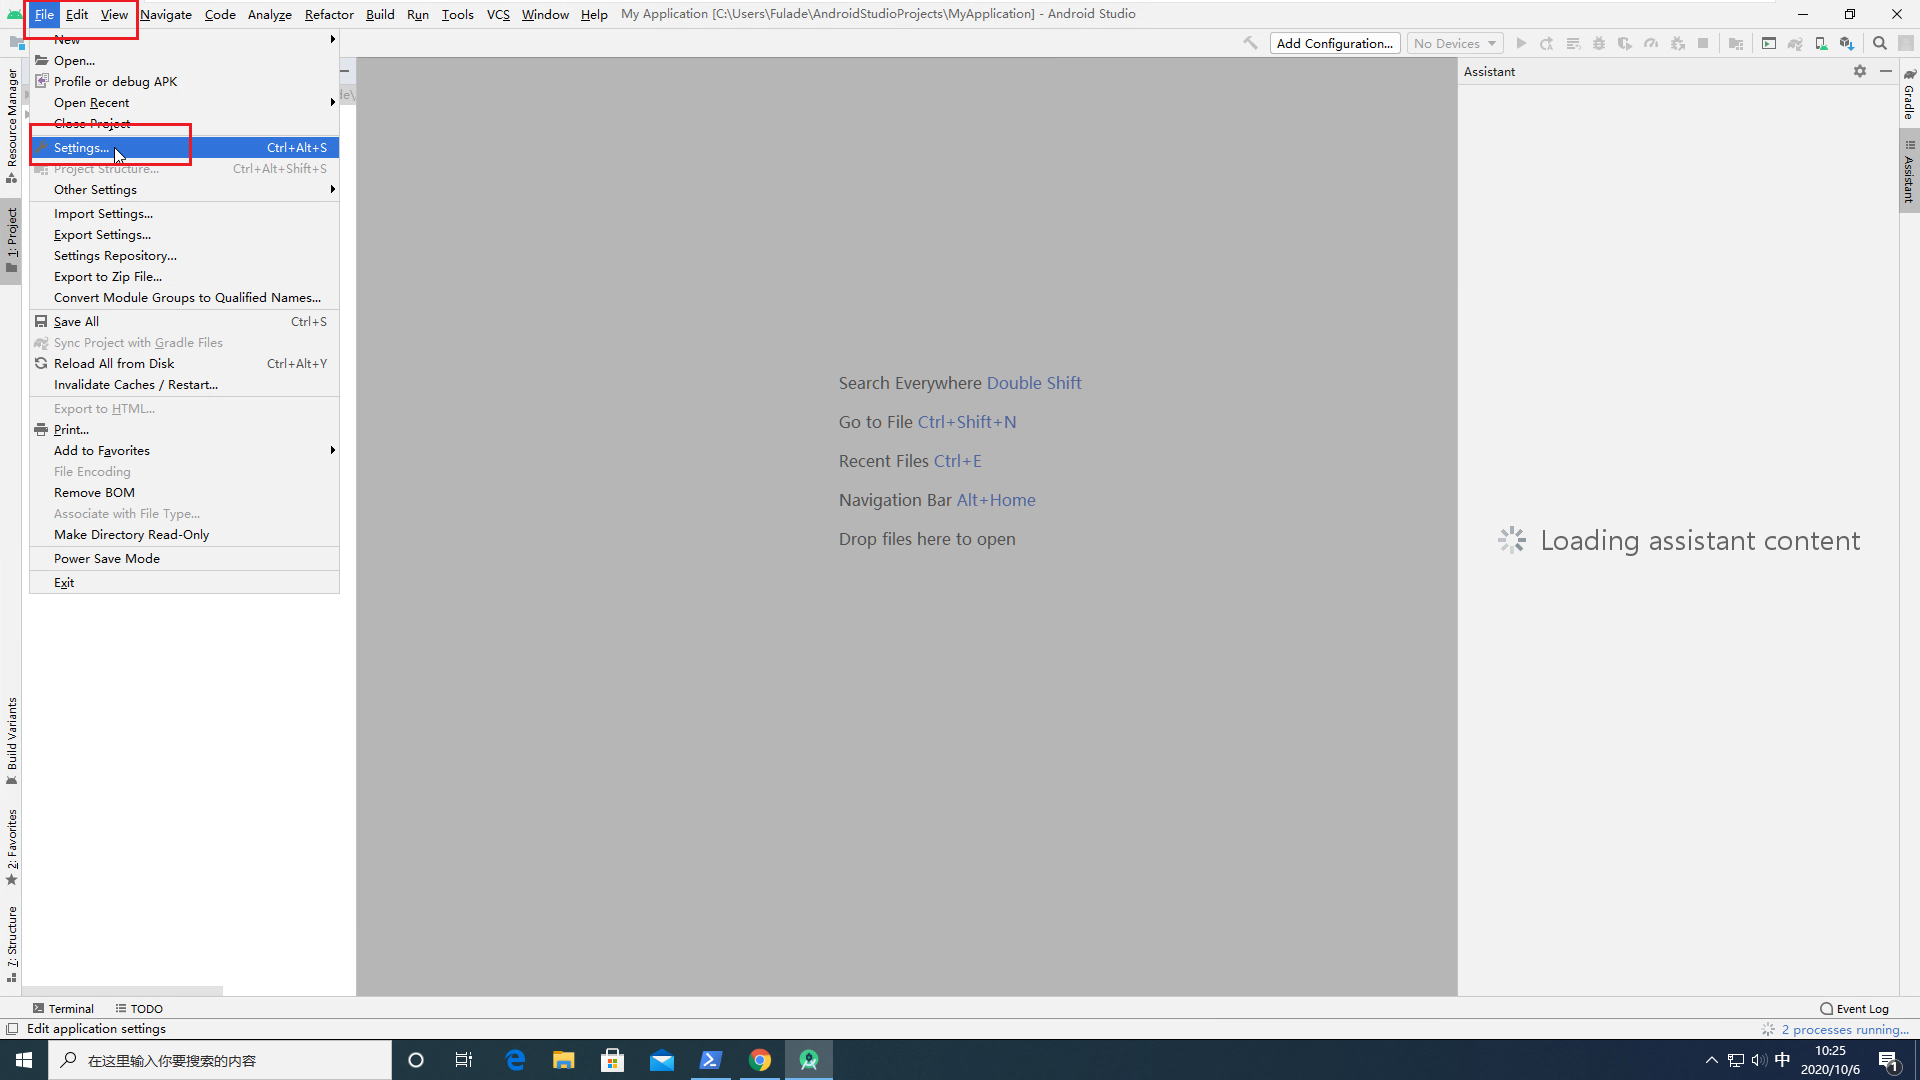 File Edit View Navigate Code Analyze Refactor Build Run Tools VCS Window Help My Application [C:\Users\Fulade\AndroidStudioProjects\MyApplication] - Android Studio
Add Configuration... No Devices
New
Open...
Profile or debug APK
Open Recent
Close Project
Settings... Ctrl+Alt+S
Project Structure... Ctrl+Alt+Shift+S
Other Settings
Import Settings...
Export Settings...
Settings Repository...
Export to Zip File...
Convert Module Groups to Qualified Names...
Save All Ctrl+S
Sync Project with Gradle Files
Reload All from Disk Ctrl+Alt+Y
Invalidate Caches / Restart...
Export to HTML...
Print...
Add to Favorites
File Encoding
Remove BOM
Associate with File Type...
Make Directory Read-Only
Power Save Mode
Exit
Resource Manager
1: Project
Build Variants
2: Favorites
7: Structure
Search Everywhere Double Shift
Go to File Ctrl+Shift+N
Recent Files Ctrl+E
Navigation Bar Alt+Home
Drop files here to open
Assistant
Loading assistant content
Gradle
Assistant
Terminal TODO Event Log
Edit application settings 2 processes running...
在这里输入你要搜索的内容
中
10:25
2020/10/6
1